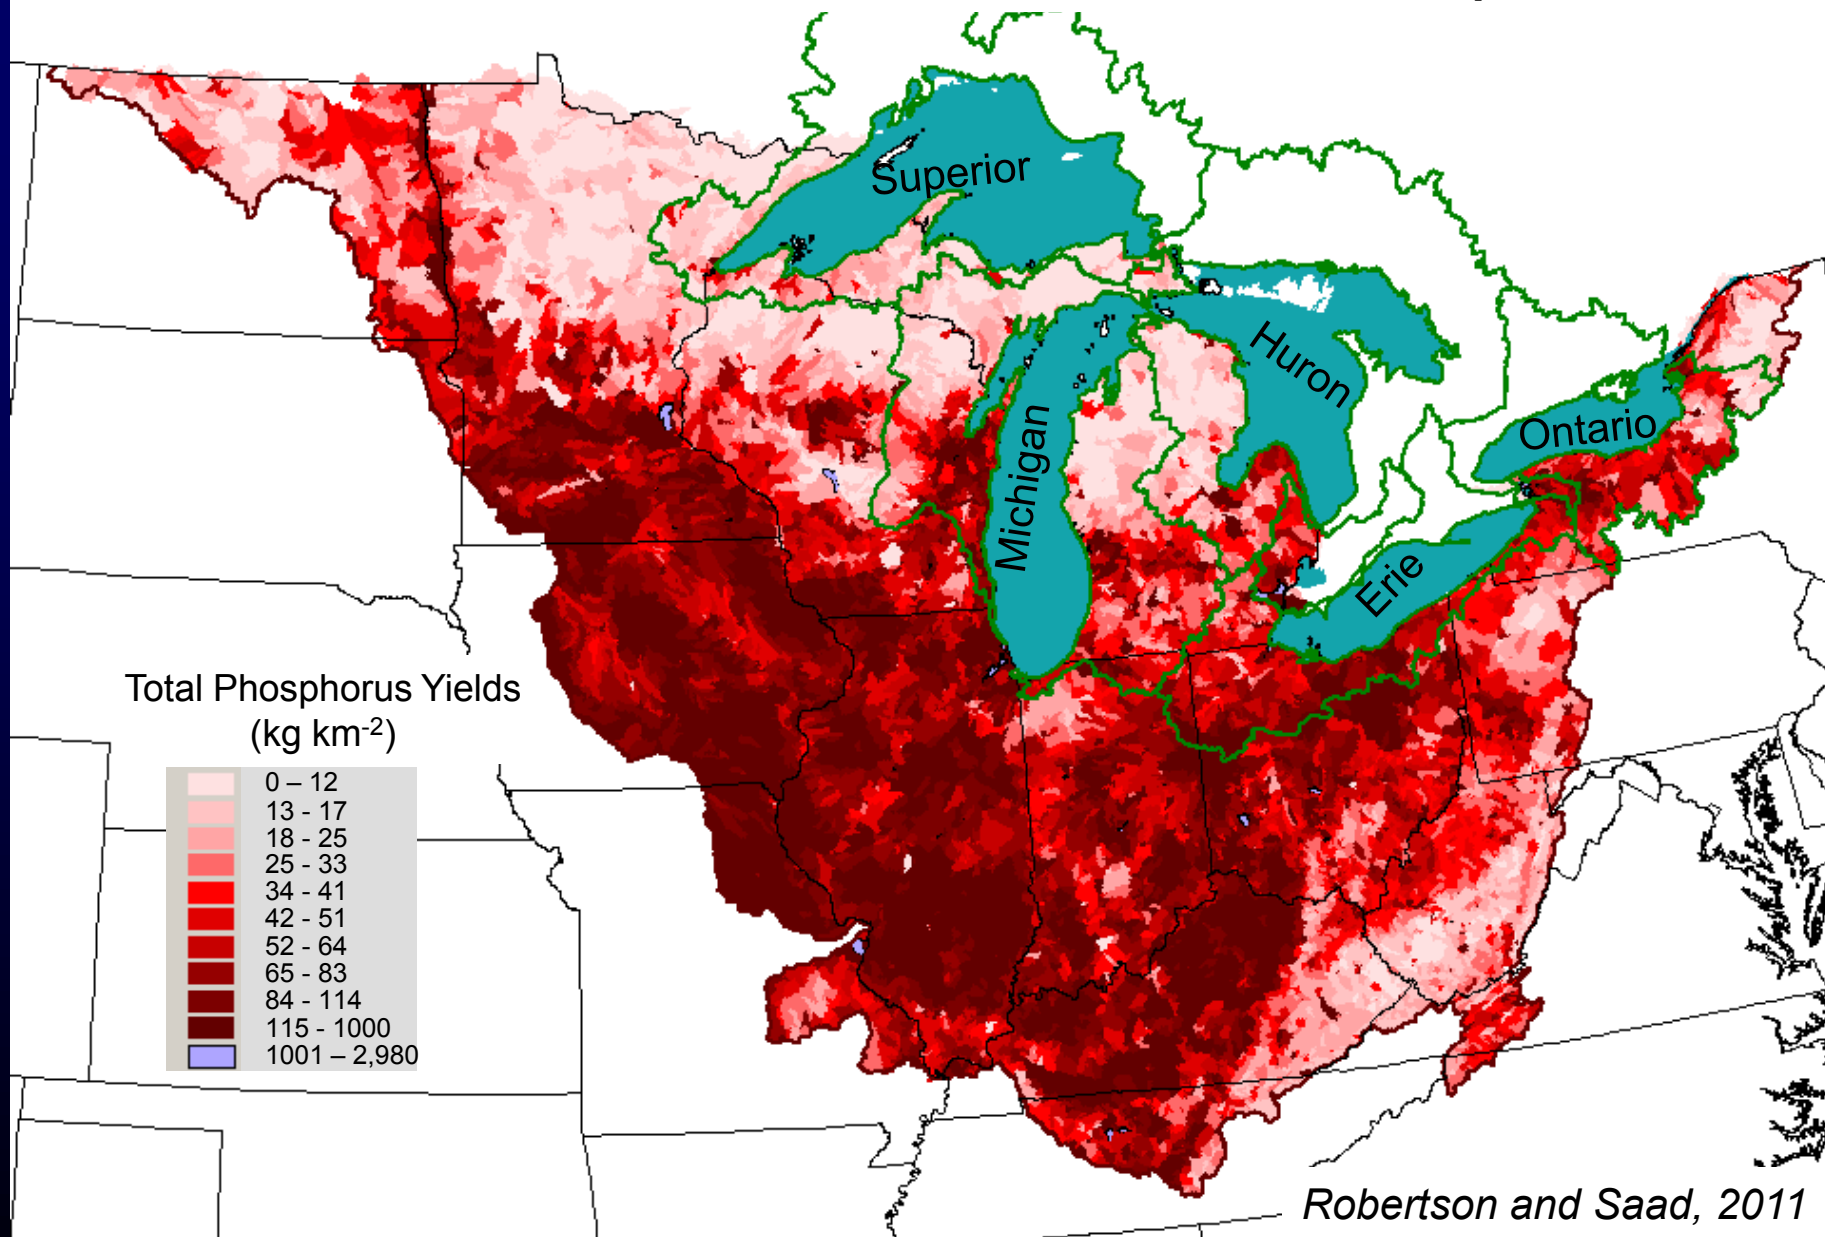 Superior
Huron
Ontario
Michigan
Erie
Total Phosphorus Yields
(kg km-2)
0 – 12
13 - 17
18 - 25
25 - 33
34 - 41
42 - 51
52 - 64
65 - 83
84 - 114
115 - 1000
1001 – 2,980
Robertson and Saad, 2011